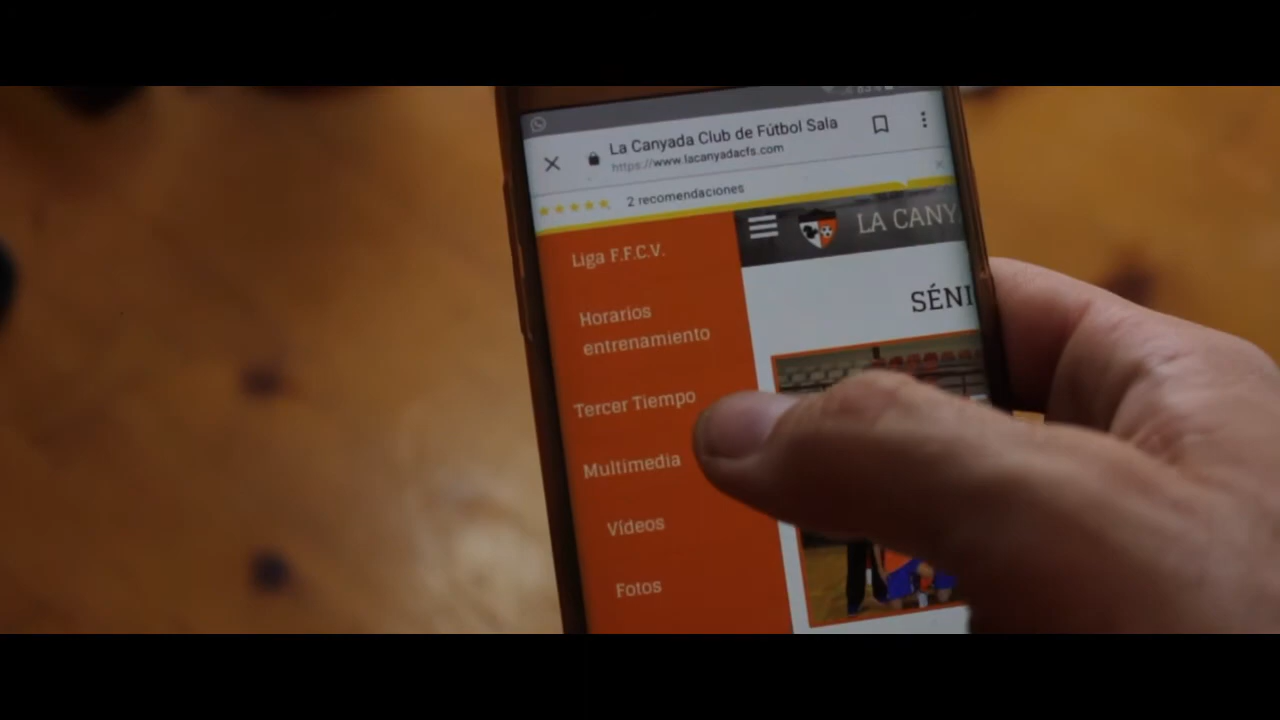 La Canyada Club de Fútbol Sala
https://www.lacanyadacfs.com
2 recomendaciones
LA CANY
Liga F.F.C.V.
SÉNI
Horarios
entrenamiento
Tercer Tiempo
Multimedia
Vídeos
Fotos